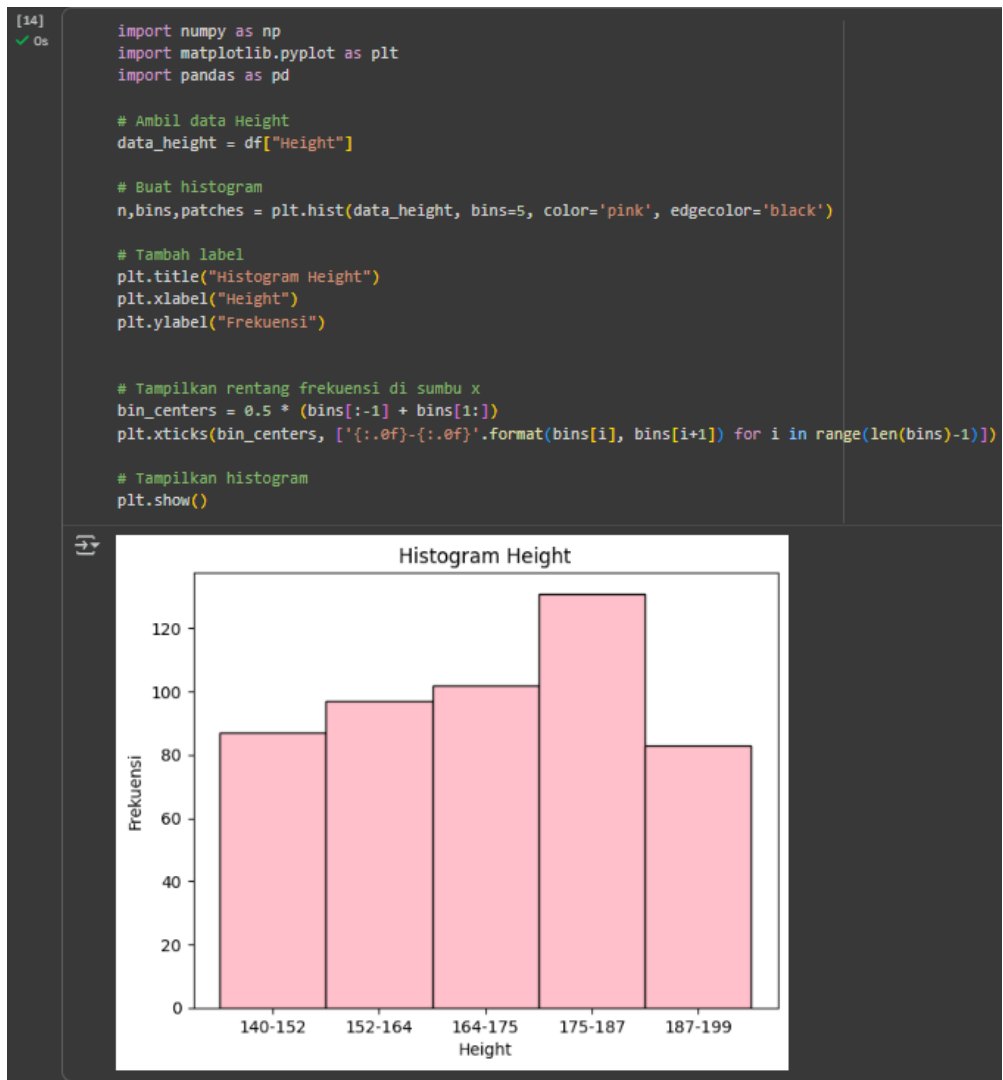 [14]
0s
import numpy as np
import matplotlib.pyplot as plt
import pandas as pd
# Ambil data Height
data_height = df["Height"]
# Buat histogram
n,bins,patches = plt.hist(data_height, bins=5, color='pink', edgecolor='black')
# Tambah label
plt.title("Histogram Height")
plt.xlabel("Height")
plt.ylabel("Frekuensi")
# Tampilkan rentang frekuensi di sumbu x
bin_centers = 0.5 * (bins[:-1] + bins[1:])
plt.xticks(bin_centers, ['{:.0f}-{:.0f}'.format(bins[i], bins[i+1]) for i in range(len(bins)-1)])
# Tampilkan histogram
plt.show()
Histogram Height
120
100
80
60
40
20
0
Frekuensi
140-152 152-164 164-175 175-187 187-199
Height